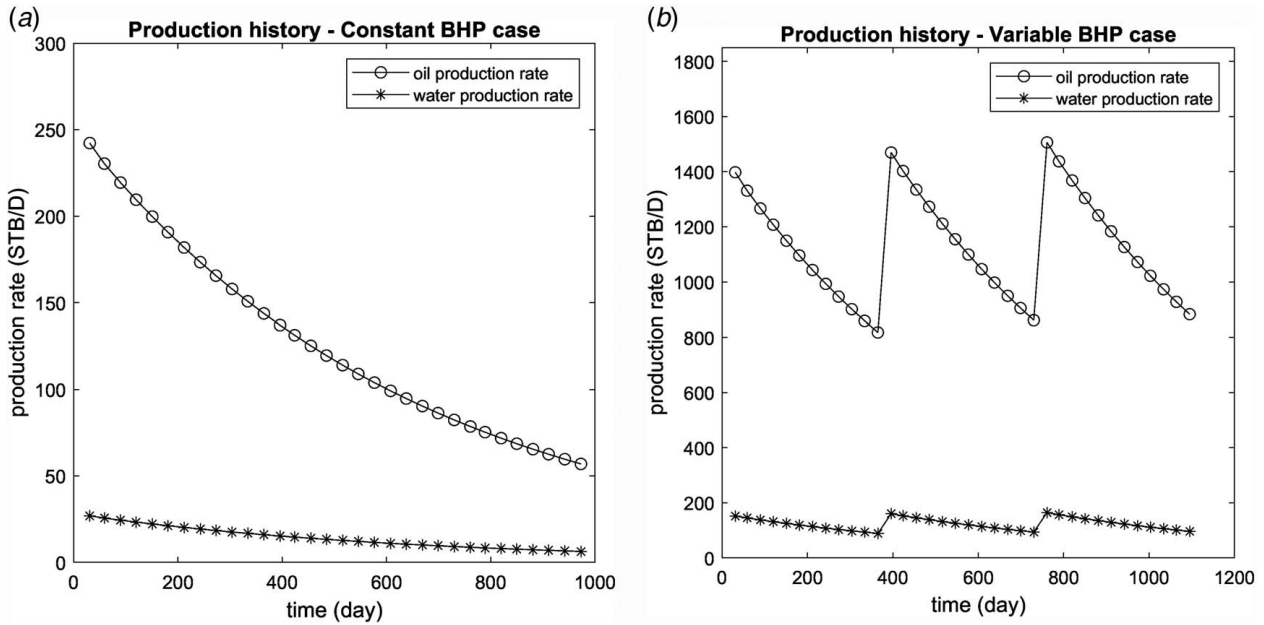 (a)
Production history - Constant BHP case
300
250
200
150
100
50
0
0 200 400 600 800 1000
production rate (STB/D)
time (day)
oil production rate
water production rate
(b)
Production history - Variable BHP case
1800
1600
1400
1200
1000
800
600
400
200
0
0 200 400 600 800 1000 1200
production rate (STB/D)
time (day)
oil production rate
water production rate